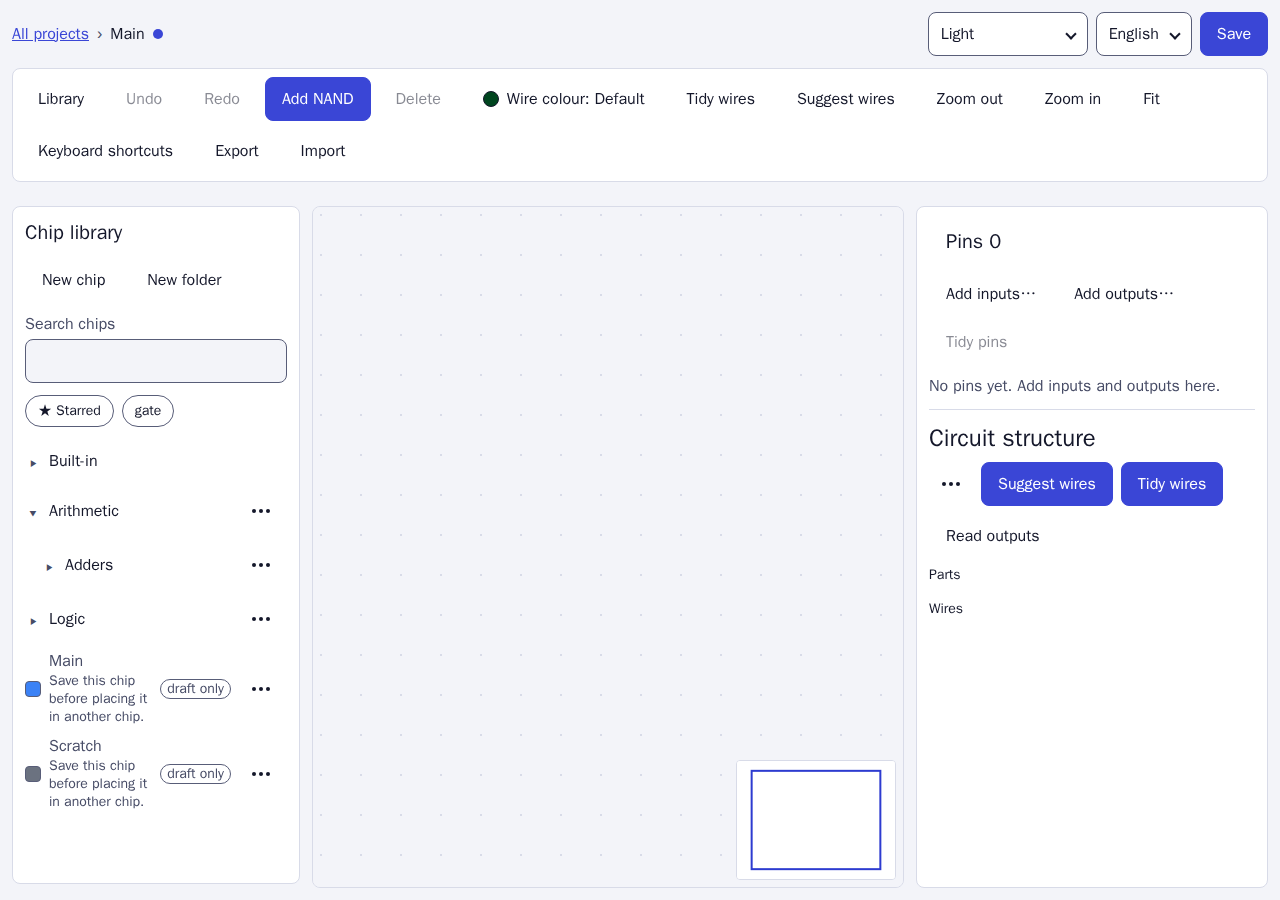 All projects › Main
Light
English
Save
Library
Undo
Redo
Add NAND
Delete
Wire colour: Default
Tidy wires
Suggest wires
Zoom out
Zoom in
Fit
Keyboard shortcuts
Export
Import
Chip library
New chip
New folder
Search chips
★ Starred
gate
Built-in
Arithmetic
Adders
Logic
Main
Save this chip
before placing it
in another chip.
draft only
Scratch
Save this chip
before placing it
in another chip.
draft only
Pins 0
Add inputs…
Add outputs…
Tidy pins
No pins yet. Add inputs and outputs here.
Circuit structure
Suggest wires
Tidy wires
Read outputs
Parts
Wires